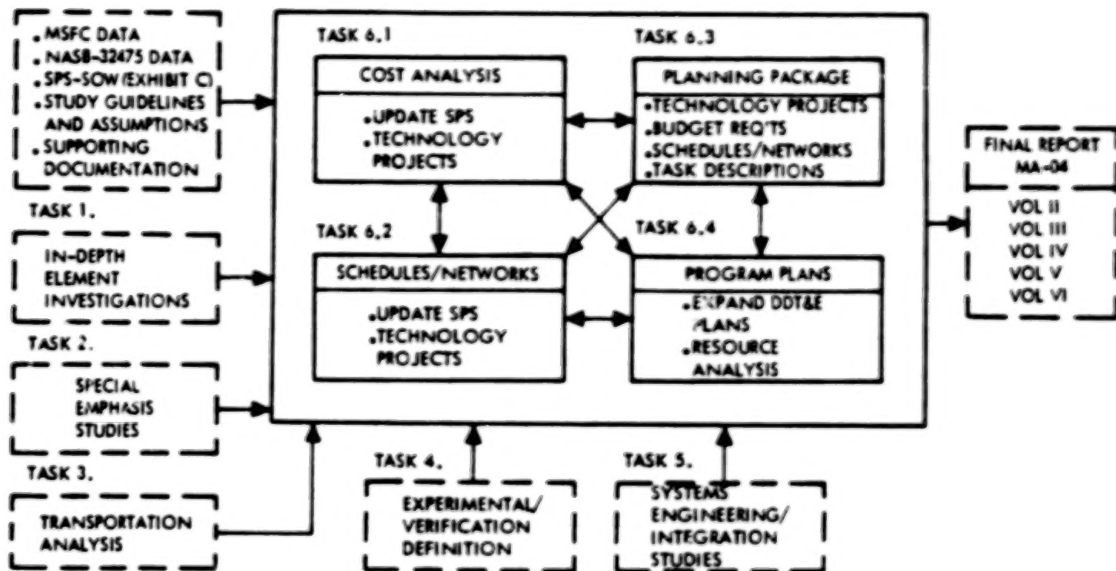 . MSFC DATA
. NAS8-32475 DATA
. SPS-SOW (EXHIBIT C)
. STUDY GUIDELINES
AND ASSUMPTIONS
. SUPPORTING
DOCUMENTATION
TASK 1.
IN-DEPTH
ELEMENT
INVESTIGATIONS
TASK 2.
SPECIAL
EMPHASIS
STUDIES
TASK 3.
TRANSPORTATION
ANALYSIS
TASK 6.1
COST ANALYSIS
. UPDATE SPS
. TECHNOLOGY
PROJECTS
TASK 6.3
PLANNING PACKAGE
. TECHNOLOGY PROJECTS
. BUDGET REQ'TS
. SCHEDULES/NETWORKS
. TASK DESCRIPTIONS
TASK 6.2
SCHEDULES/NETWORKS
. UPDATE SPS
. TECHNOLOGY
PROJECTS
TASK 6.4
PROGRAM PLANS
. EXPAND DDT&E
PLANS
. RESOURCE
ANALYSIS
TASK 4.
EXPERIMENTAL/
VERIFICATION
DEFINITION
TASK 5.
SYSTEMS
ENGINEERING/
INTEGRATION
STUDIES
FINAL REPORT
MA-04
VOL II
VOL III
VOL IV
VOL V
VOL VI